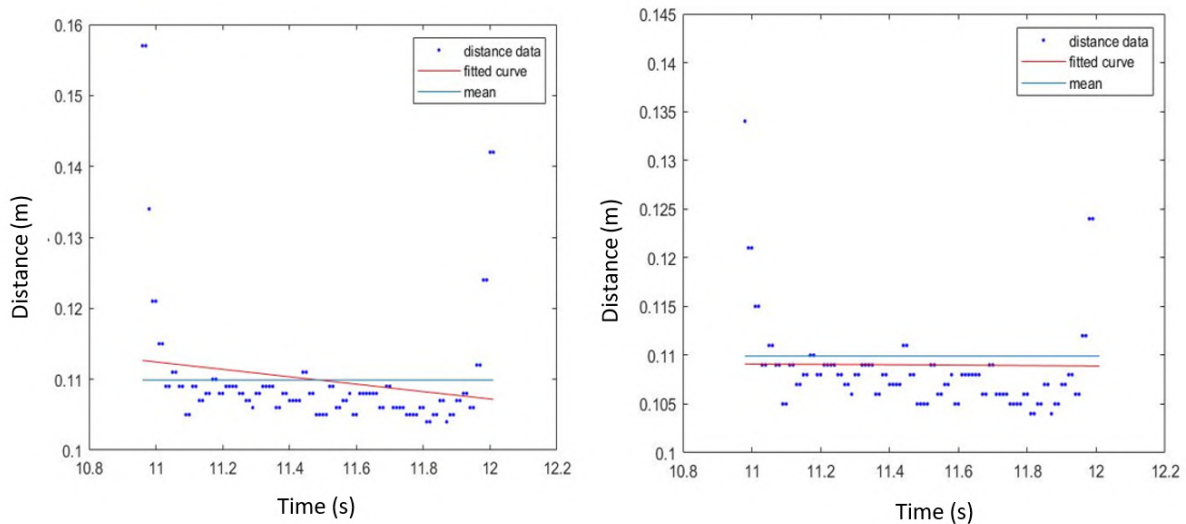 0.16
0.15
0.14
0.13
0.12
0.11
0.1
10.8 11 11.2 11.4 11.6 11.8 12 12.2
Distance (m)
Time (s)
distance data
fitted curve
mean
0.145
0.14
0.135
0.13
0.125
0.12
0.115
0.11
0.105
0.1
10.8 11 11.2 11.4 11.6 11.8 12 12.2
Distance (m)
Time (s)
distance data
fitted curve
mean